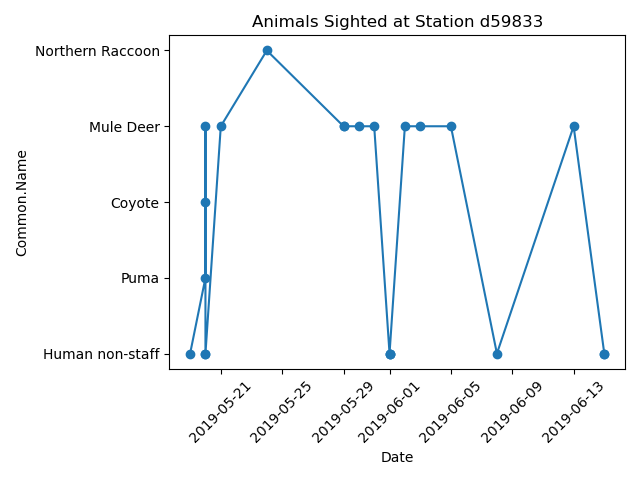 Animals Sighted at Station d59833
Northern Raccoon
Mule Deer
Coyote
Puma
Human non-staff
Common.Name
2019-05-21
2019-05-25
2019-05-29
2019-06-01
2019-06-05
2019-06-09
2019-06-13
Date